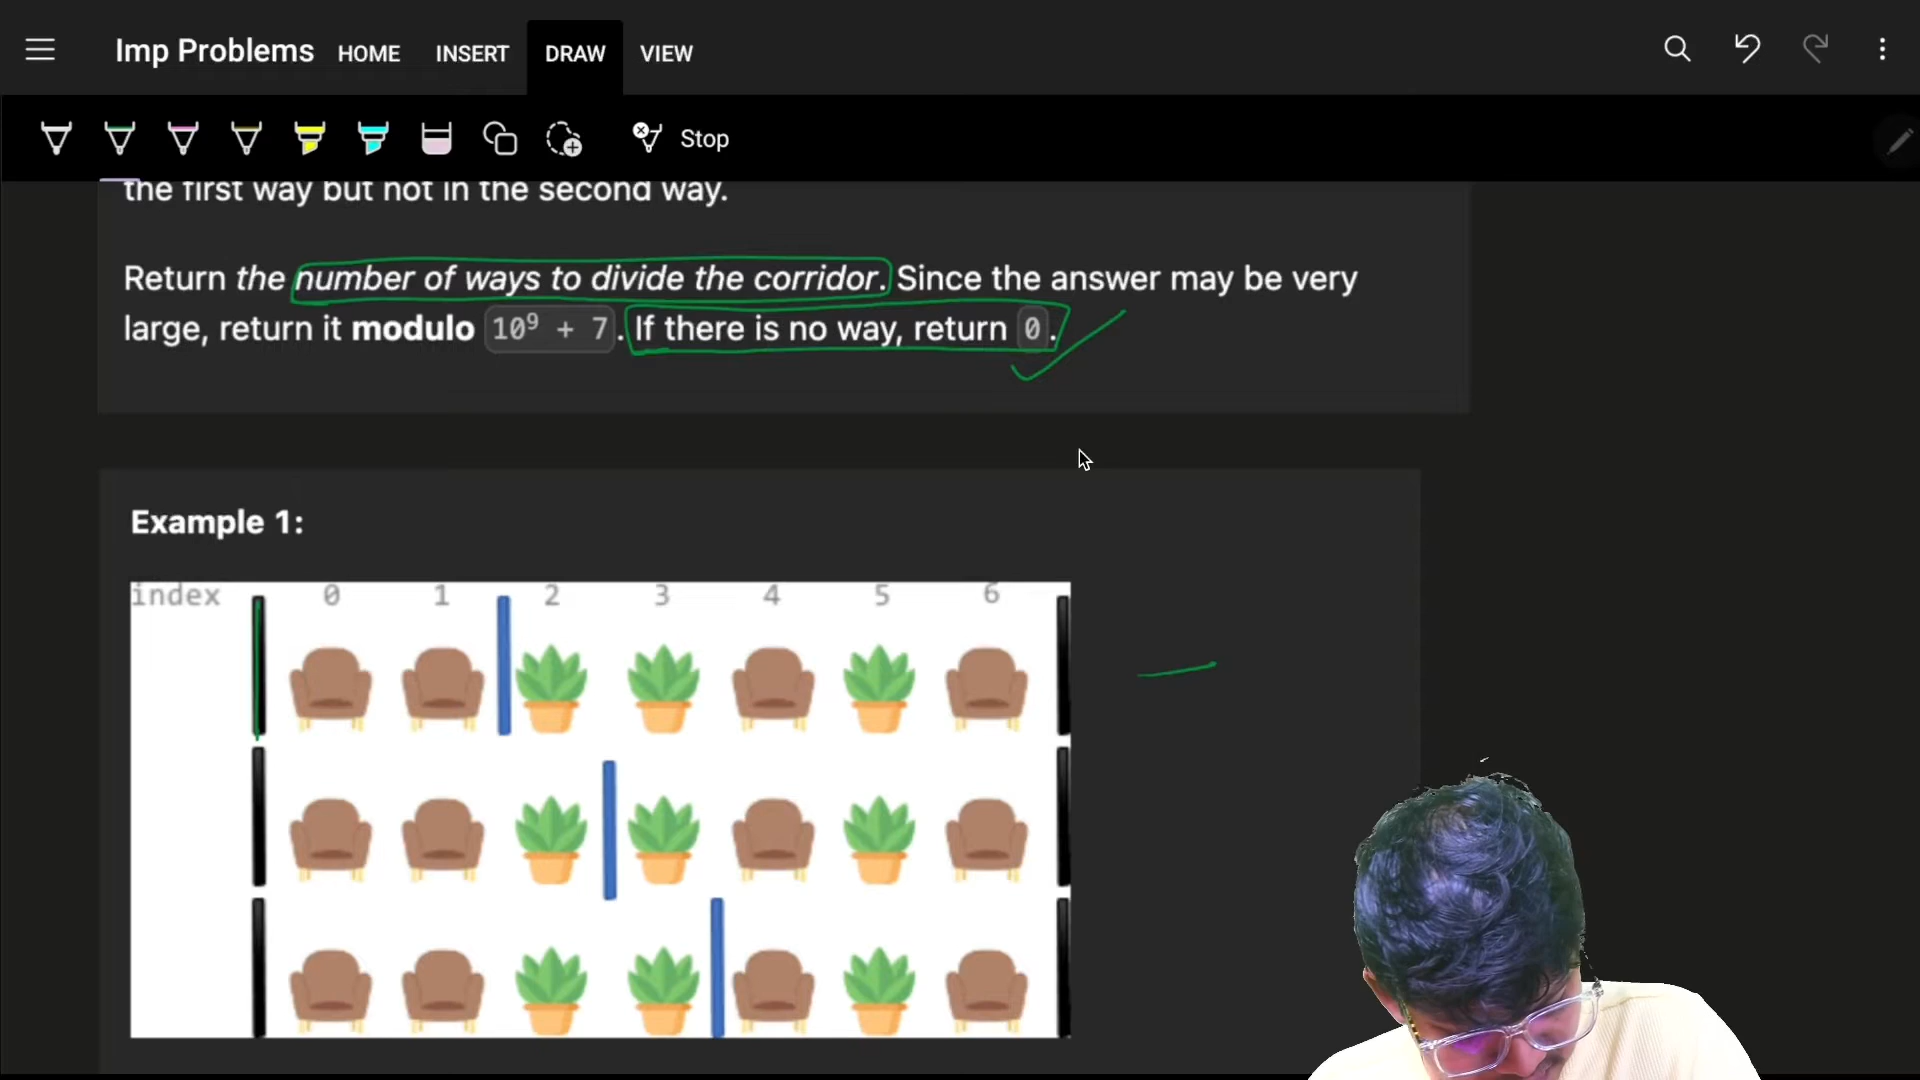 Imp Problems HOME INSERT DRAW VIEW
Stop
the first way but not in the second way.
Return the number of ways to divide the corridor. Since the answer may be very
large, return it modulo 10⁹ + 7. If there is no way, return 0.
Example 1:
index 0 1 2 3 4 5 6